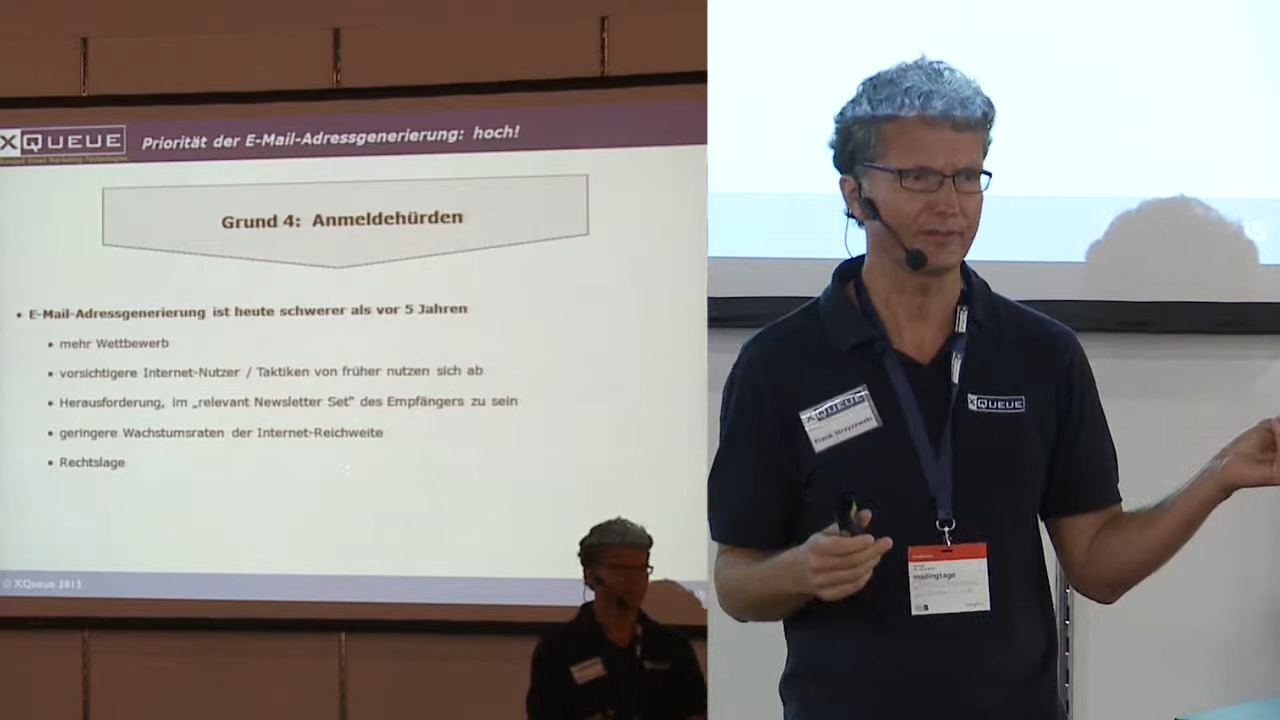 XQUEUE
Priorität der E-Mail-Adressgenerierung: hoch!
Grund 4: Anmeldehürden
• E-Mail-Adressgenerierung ist heute schwerer als vor 5 Jahren
• mehr Wettbewerb
• vorsichtigere Internet-Nutzer / Taktiken von früher nutzen sich ab
• Herausforderung, im „relevant Newsletter Set" des Empfängers zu sein
• geringere Wachstumsraten der Internet-Reichweite
• Rechtslage
© XQueue 2013
XQUEUE
Frank Strzyzewski
XQUEUE
mailingtage